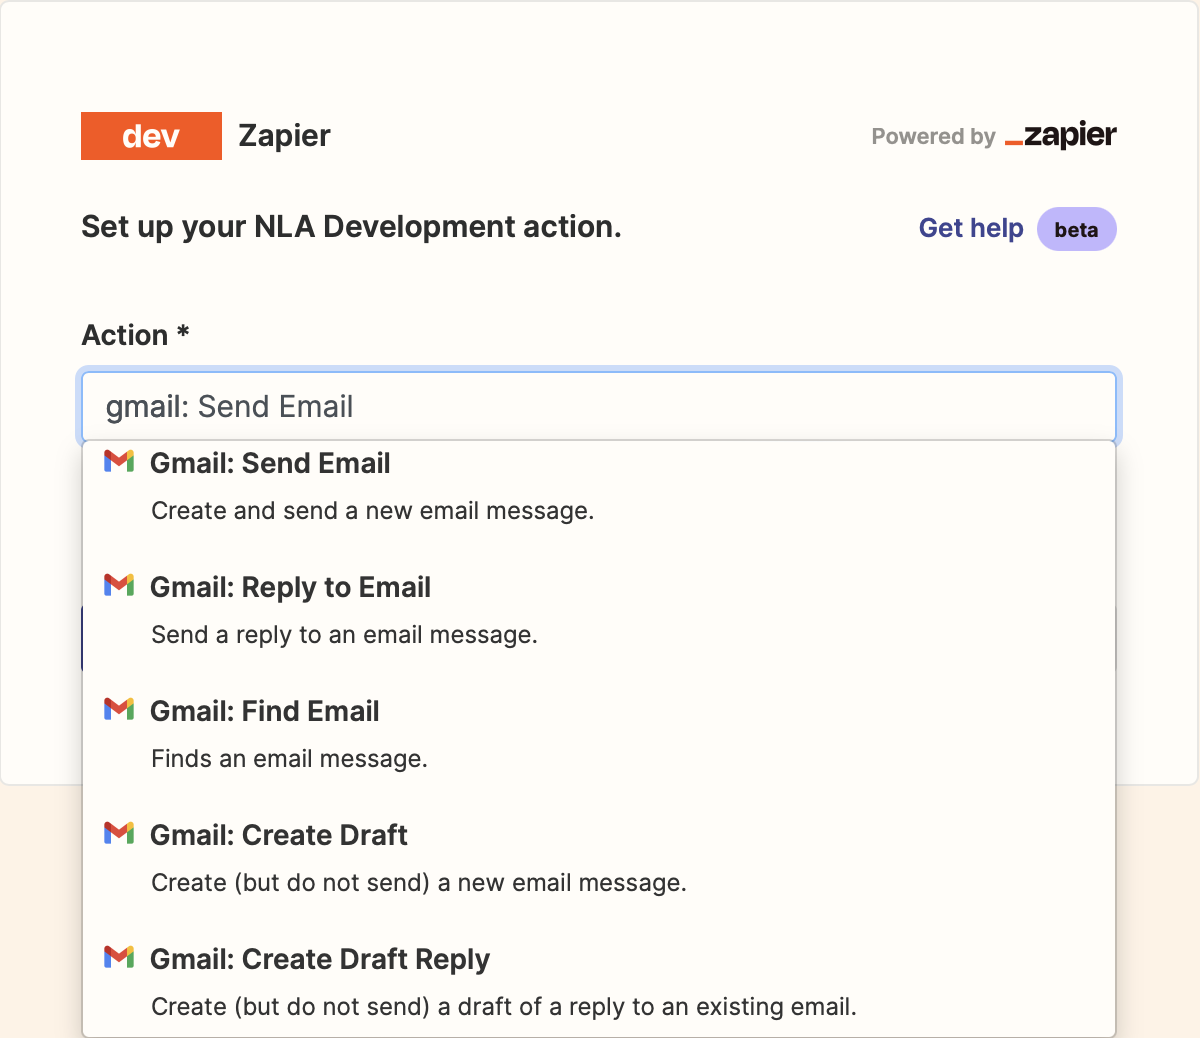 dev Zapier Powered by zapier
Set up your NLA Development action. Get help beta
Action *
gmail: Send Email
Gmail: Send Email
Create and send a new email message.
Gmail: Reply to Email
Send a reply to an email message.
Gmail: Find Email
Finds an email message.
Gmail: Create Draft
Create (but do not send) a new email message.
Gmail: Create Draft Reply
Create (but do not send) a draft of a reply to an existing email.